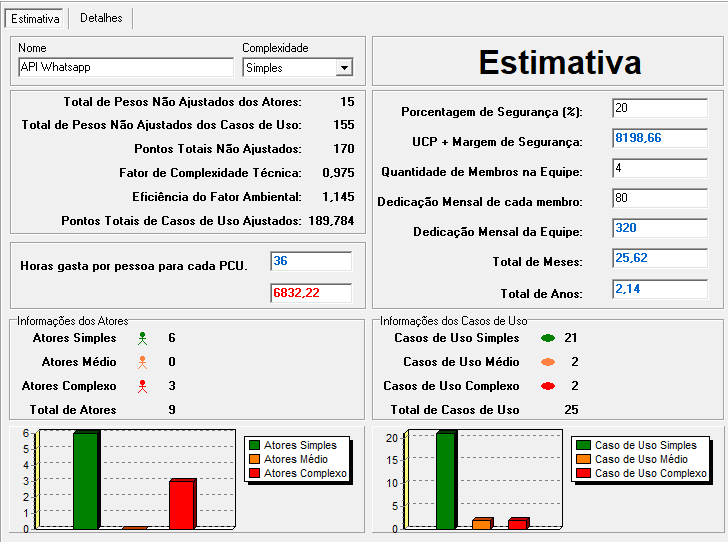 Estimativa
Detalhes
Nome
Complexidade
API Whatsapp
Simples
Estimativa
Total de Pesos Não Ajustados dos Atores: 15
Total de Pesos Não Ajustados dos Casos de Uso: 155
Pontos Totais Não Ajustados: 170
Fator de Complexidade Técnica: 0,975
Eficiência do Fator Ambiental: 1,145
Pontos Totais de Casos de Uso Ajustados: 189,784
Porcentagem de Segurança (%): 20
UCP + Margem de Segurança: 8198,66
Quantidade de Membros na Equipe: 4
Dedicação Mensal de cada membro: 80
Dedicação Mensal da Equipe: 320
Total de Meses: 25,62
Total de Anos: 2,14
Horas gasta por pessoa para cada PCU. 36
6832,22
Informações dos Atores
Atores Simples 6
Atores Médio 0
Atores Complexo 3
Total de Atores 9
Informações dos Casos de Uso
Casos de Uso Simples 21
Casos de Uso Médio 2
Casos de Uso Complexo 2
Total de Casos de Uso 25
6
5
4
3
2
1
0
Atores Simples
Atores Médio
Atores Complexo
20
15
10
5
0
Caso de Uso Simples
Caso de Uso Médio
Caso de Uso Complexo